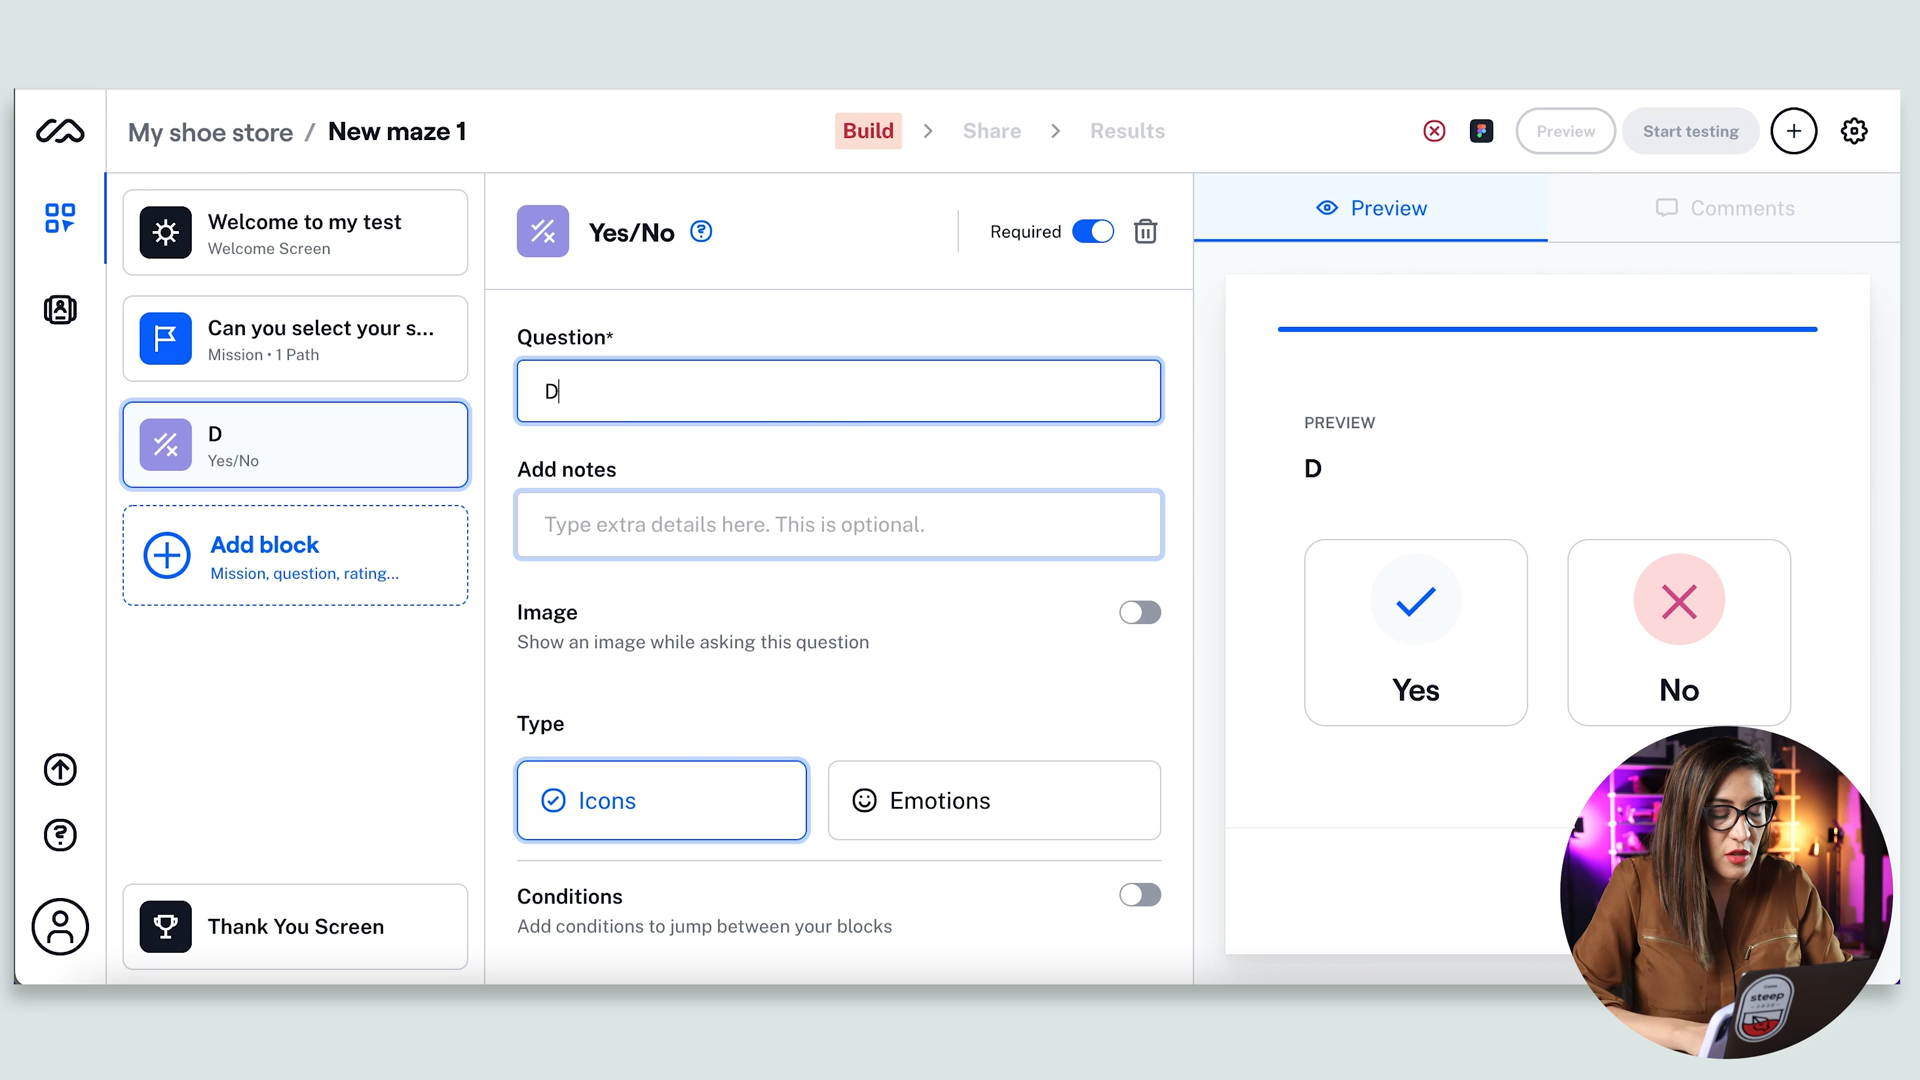 My shoe store / New maze 1
Build > Share > Results
Preview
Start testing
Welcome to my test
Welcome Screen
Can you select your s...
Mission • 1 Path
D
Yes/No
Add block
Mission, question, rating...
Thank You Screen
Yes/No
Required
Question*
D
Add notes
Type extra details here. This is optional.
Image
Show an image while asking this question
Type
Icons
Emotions
Conditions
Add conditions to jump between your blocks
Preview
Comments
PREVIEW
D
Yes
No
steep